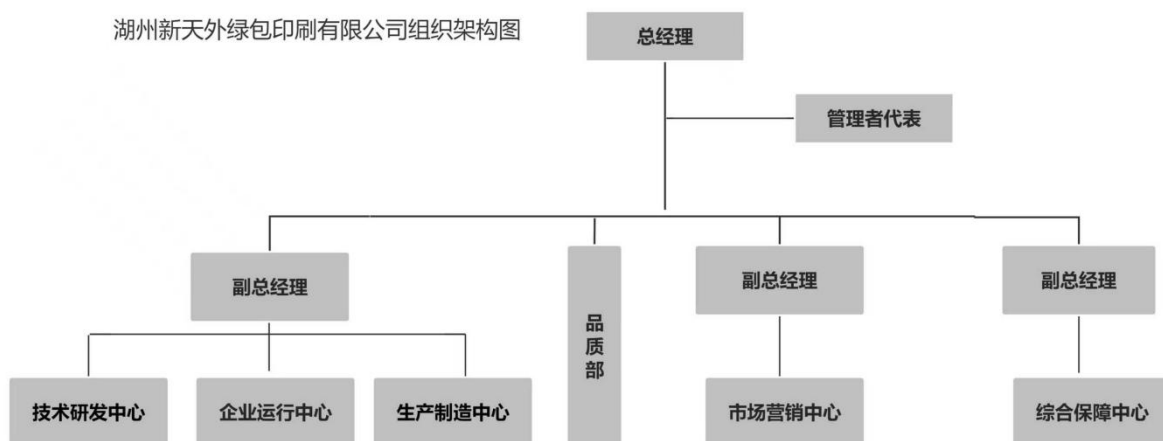 湖州新天外绿包印刷有限公司组织架构图
总经理
管理者代表
副总经理
品质部
副总经理
副总经理
技术研发中心
企业运行中心
生产制造中心
市场营销中心
综合保障中心